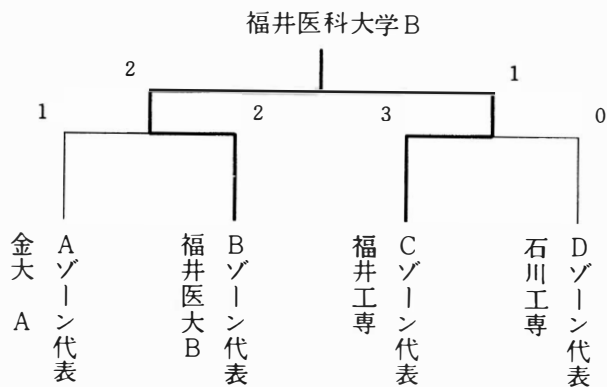 福井医科大学B
2
1
1
2
3
0
Aゾーン代表
金大 A
Bゾーン代表
福井医大B
Cゾーン代表
福井工専
Dゾーン代表
石川工専